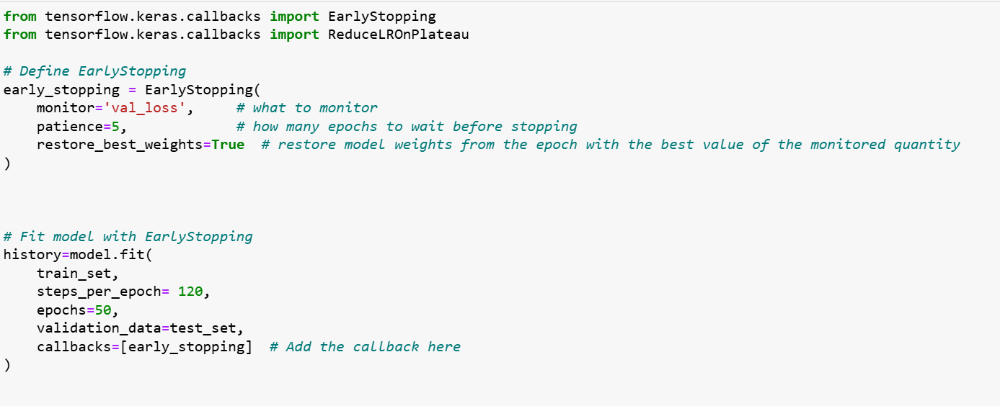 from tensorflow.keras.callbacks import EarlyStopping
from tensorflow.keras.callbacks import ReduceLROnPlateau
# Define EarlyStopping
early_stopping = EarlyStopping(
    monitor='val_loss',     # what to monitor
    patience=5,             # how many epochs to wait before stopping
    restore_best_weights=True  # restore model weights from the epoch with the best value of the monitored quantity
)
# Fit model with EarlyStopping
history=model.fit(
    train_set,
    steps_per_epoch= 120,
    epochs=50,
    validation_data=test_set,
    callbacks=[early_stopping]  # Add the callback here
)